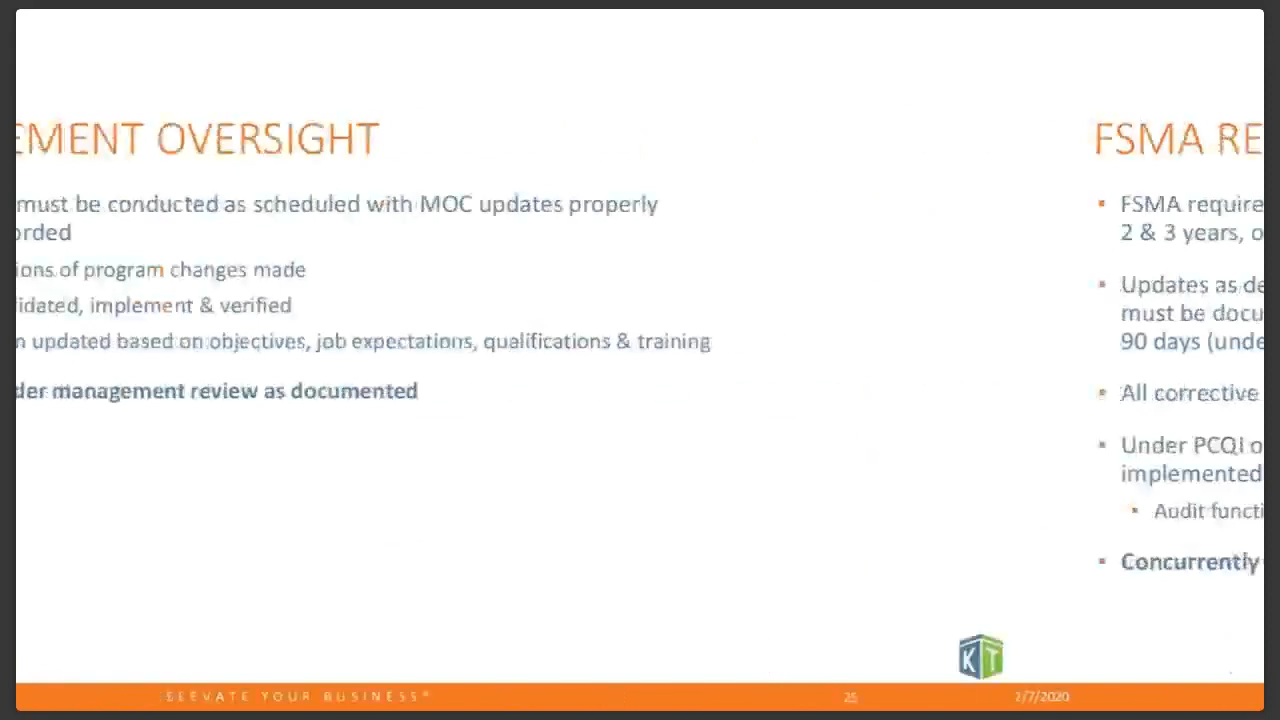 EMENT OVERSIGHT
must be conducted as scheduled with MOC updates properly
orded
ions of program changes made
idated, implement & verified
n updated based on objectives, job expectations, qualifications & training
der management review as documented
FSMA RE
FSMA require
2 & 3 years, o
Updates as de
must be docu
90 days (unde
All corrective
Under PCQI o
implemented
Audit functi
Concurrently
KT
ELEVATE YOUR BUSINESS
25
2/7/2020